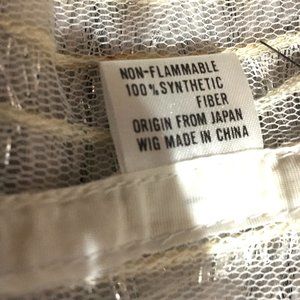 NON-FLAMMABLE
100%SYNTHETIC
FIBER
ORIGIN FROM JAPAN
WIG MADE IN CHINA